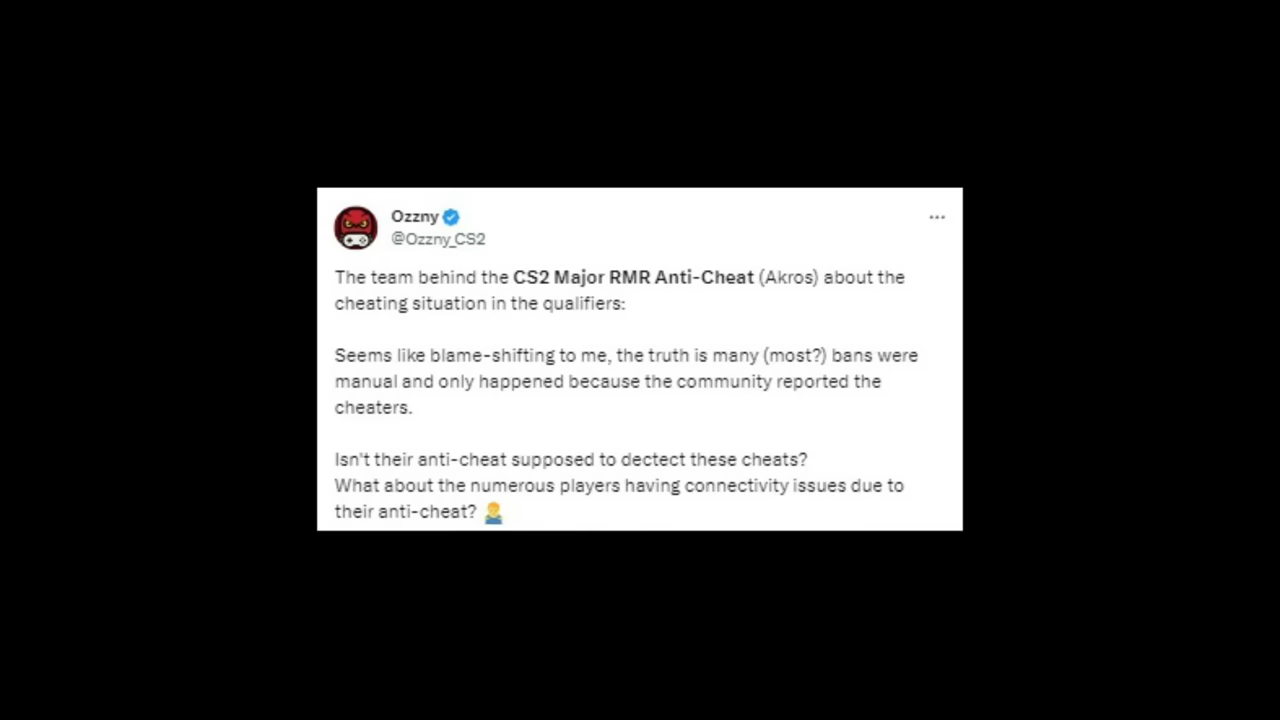 Ozzny
@Ozzny_CS2
The team behind the CS2 Major RMR Anti-Cheat (Akros) about the
cheating situation in the qualifiers:
Seems like blame-shifting to me, the truth is many (most?) bans were
manual and only happened because the community reported the
cheaters.
Isn't their anti-cheat supposed to dectect these cheats?
What about the numerous players having connectivity issues due to
their anti-cheat? 🤷‍♂️